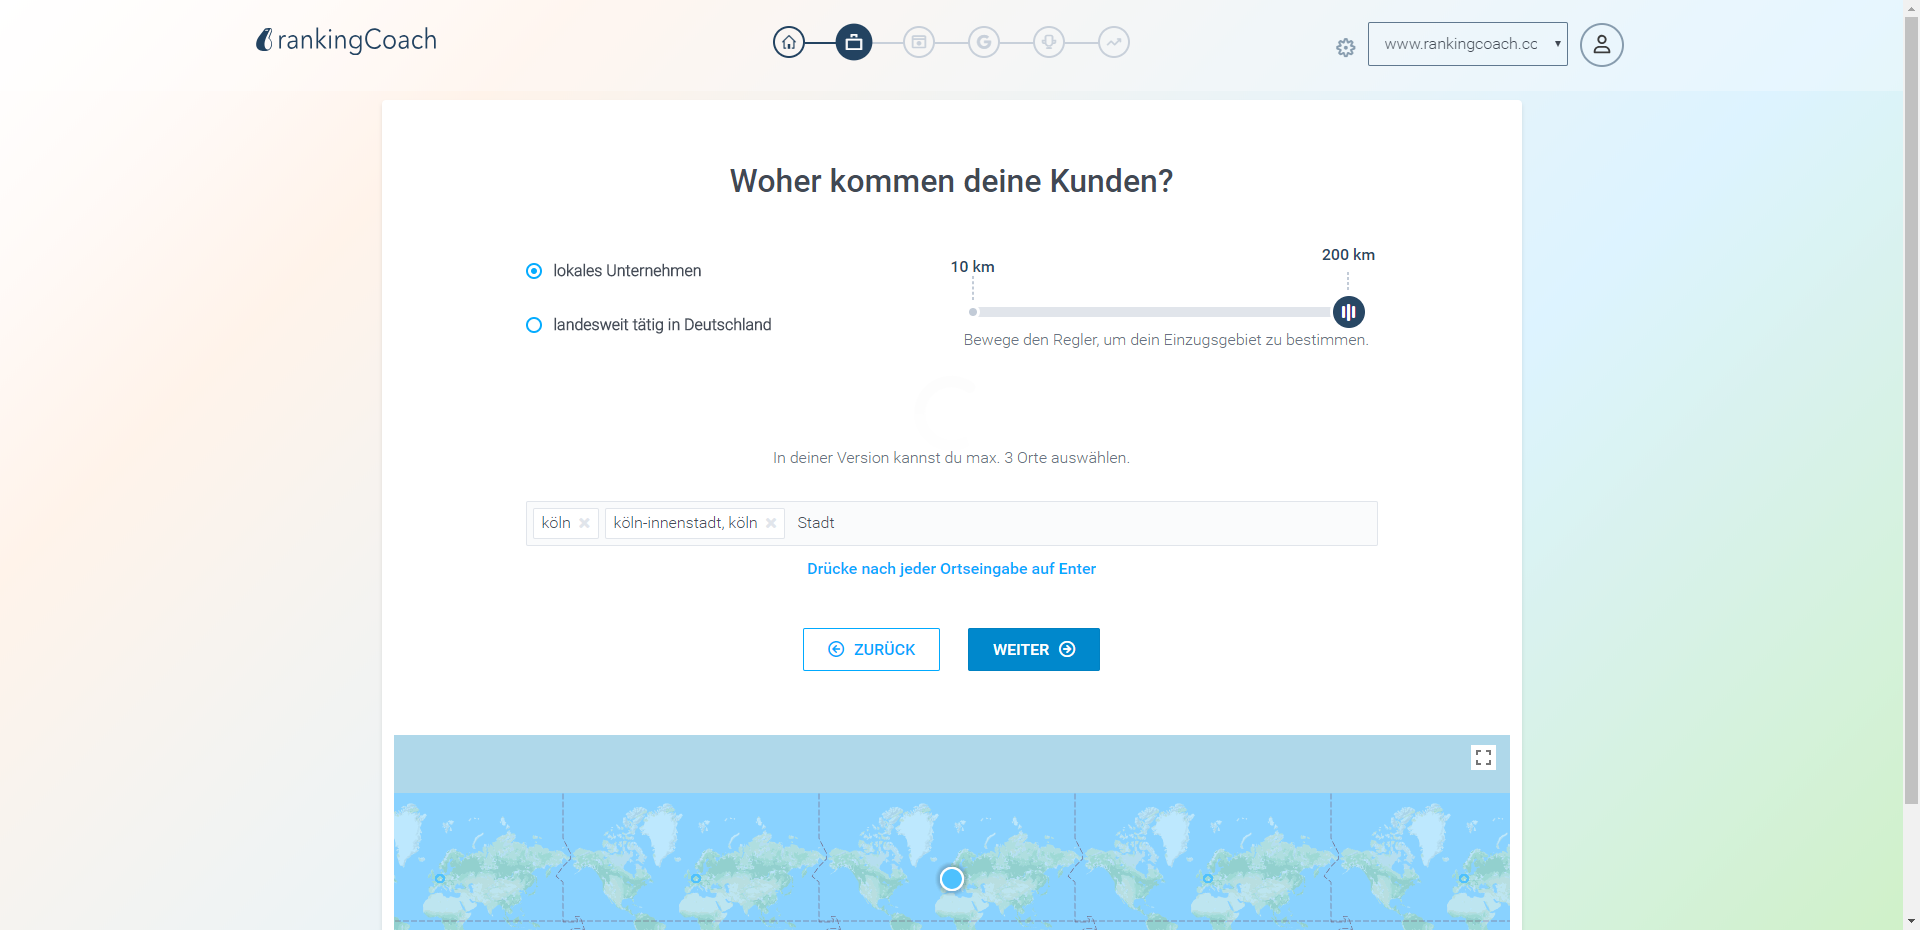 rankingCoach
www.rankingcoach.cc
Woher kommen deine Kunden?
lokales Unternehmen
landesweit tätig in Deutschland
10 km
200 km
Bewege den Regler, um dein Einzugsgebiet zu bestimmen.
In deiner Version kannst du max. 3 Orte auswählen.
köln köln-innenstadt, köln Stadt
Drücke nach jeder Ortseingabe auf Enter
ZURÜCK WEITER